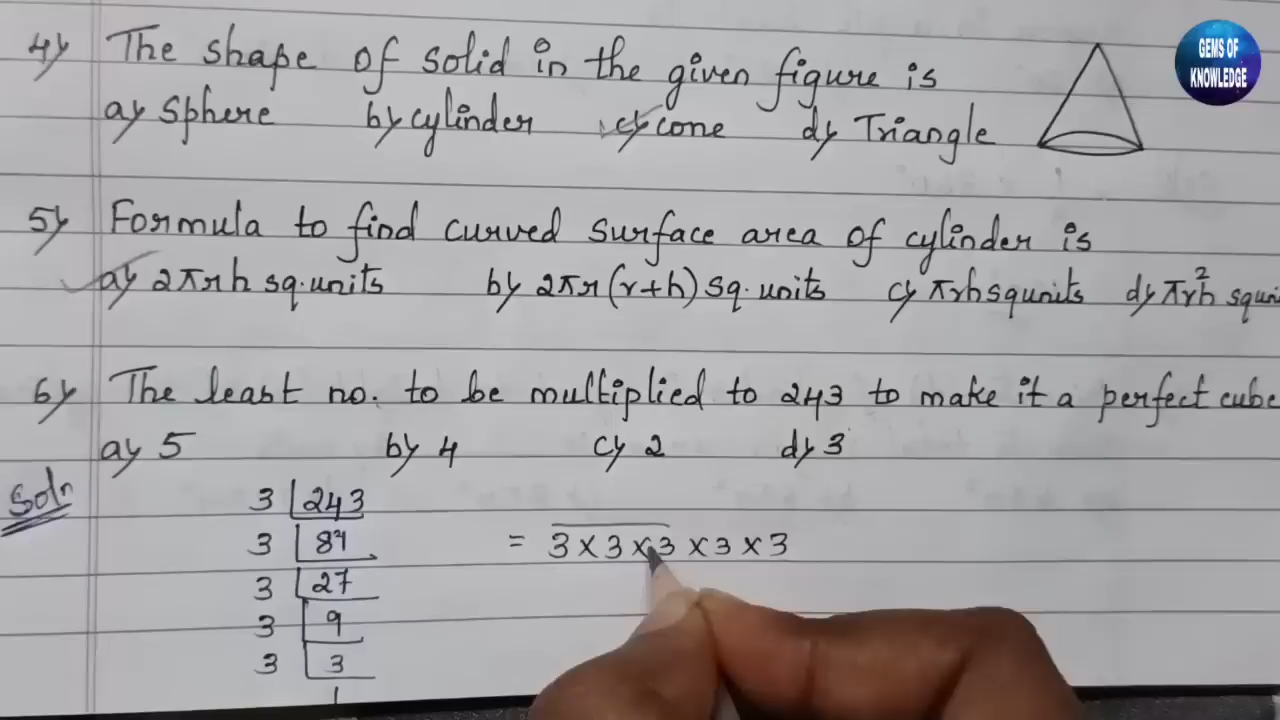 4) The shape of solid in the given figure is
a) Sphere b) cylinder c) cone d) Triangle
GEMS OF
KNOWLEDGE
5) Formula to find curved surface area of cylinder is
a) 2πrh sq.units b) 2πr(r+h) sq.units c) πrh squnits d) πr²h squni
6) The least no. to be multiplied to 243 to make it a perfect cube
a) 5 b) 4 c) 2 d) 3
Soln
3 | 243
3 | 81 = 3 × 3 × 3 × 3 × 3
3 | 27
3 | 9
3 | 3
1